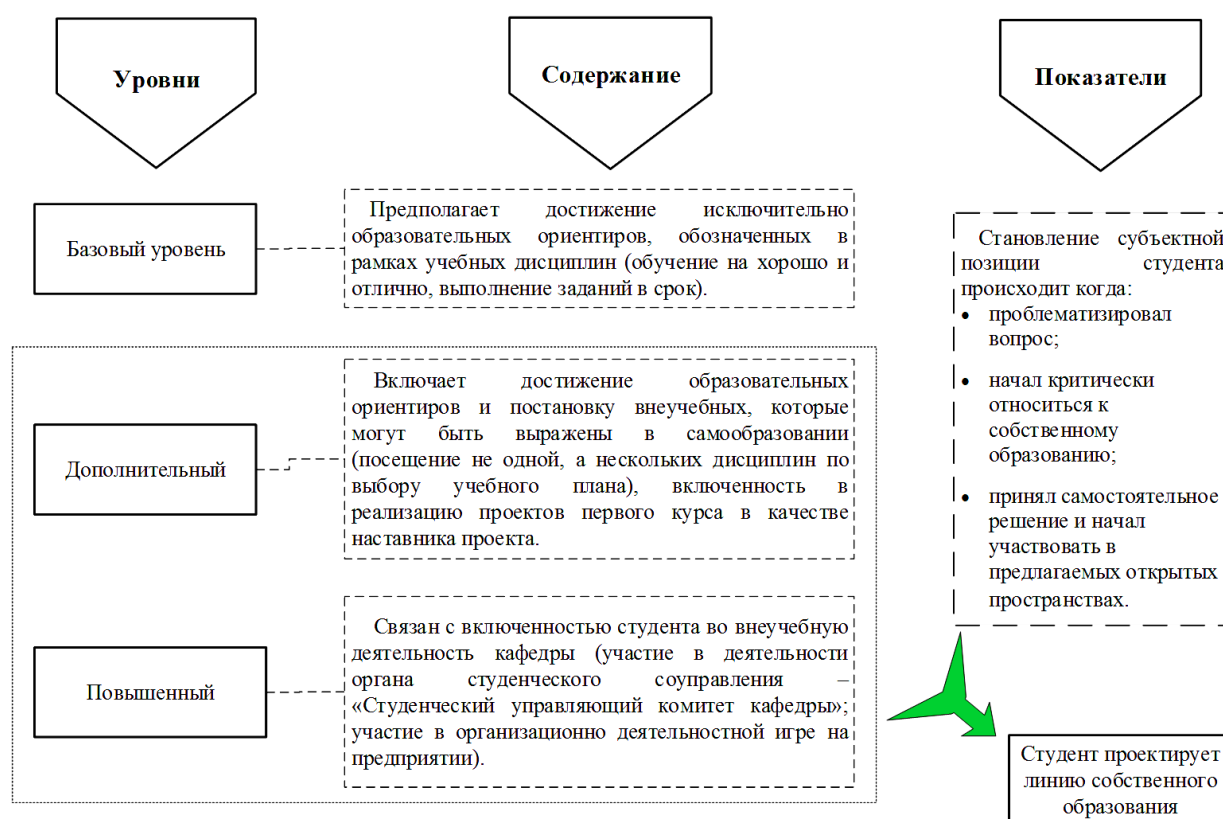 Уровни
Содержание
Показатели
Базовый уровень
Предполагает достижение исключительно
образовательных ориентиров, обозначенных в
рамках учебных дисциплин (обучение на хорошо и
отлично, выполнение заданий в срок).
Дополнительный
Включает достижение образовательных
ориентиров и постановку внеучебных, которые
могут быть выражены в самообразовании
(посещение не одной, а нескольких дисциплин по
выбору учебного плана), включенность в
реализацию проектов первого курса в качестве
наставника проекта.
Повышенный
Связан с включенностью студента во внеучебную
деятельность кафедры (участие в деятельности
органа студенческого соуправления –
«Студенческий управляющий комитет кафедры»;
участие в организационно деятельностной игре на
предприятии).
Становление субъектной
позиции студента
происходит когда:
• проблематизировал
вопрос;
• начал критически
относиться к
собственному
образованию;
• принял самостоятельное
решение и начал
участвовать в
предлагаемых открытых
пространствах.
Студент проектирует
линию собственного
образования